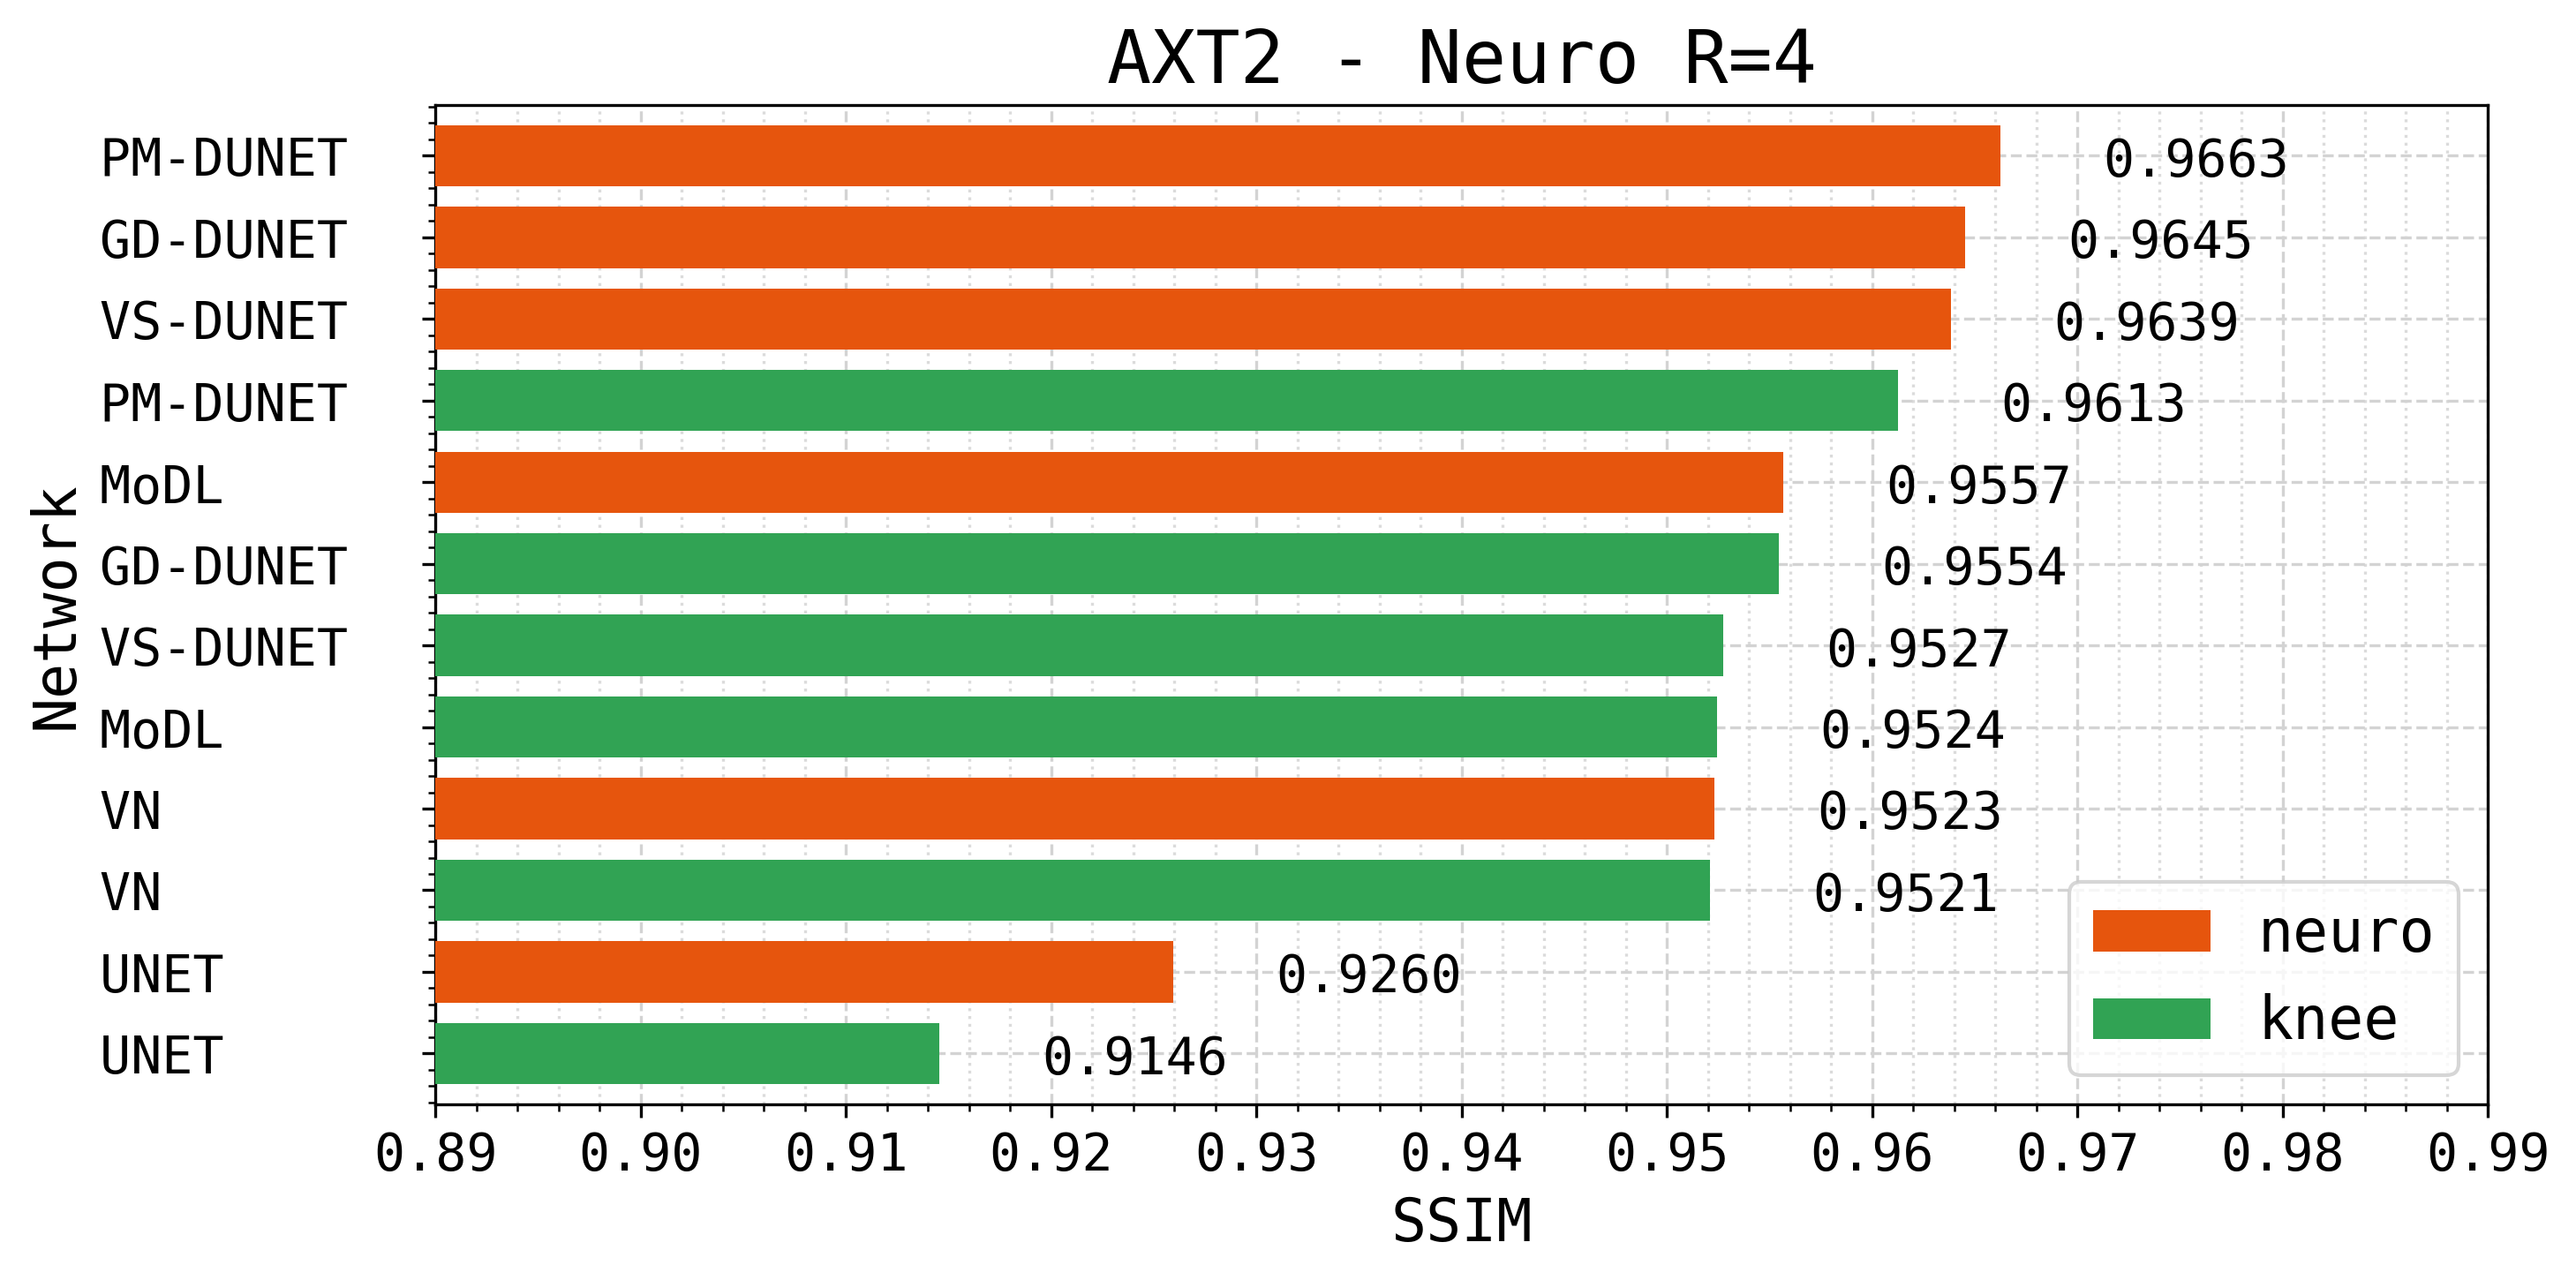 AXT2 - Neuro R=4
PM-DUNET 0.9663
GD-DUNET 0.9645
VS-DUNET 0.9639
PM-DUNET 0.9613
MoDL 0.9557
GD-DUNET 0.9554
VS-DUNET 0.9527
MoDL 0.9524
VN 0.9523
VN 0.9521
UNET 0.9260
UNET 0.9146
Network
neuro
knee
0.89 0.90 0.91 0.92 0.93 0.94 0.95 0.96 0.97 0.98 0.99
SSIM